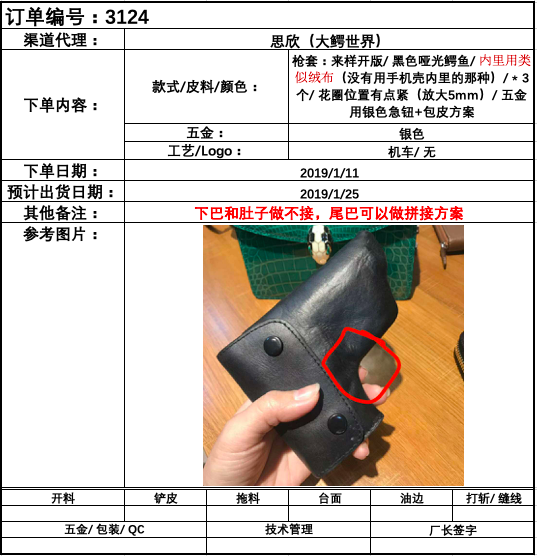 订单编号：3124
渠道代理： 思欣（大鳄世界）
下单内容： 款式/皮料/颜色： 枪套：来样开版/ 黑色哑光鳄鱼/ 内里用类
似绒布（没有用手机壳内里的那种）/ * 3
个/ 花圈位置有点紧（放大5mm）/ 五金
用银色急钮+包皮方案
五金： 银色
工艺/Logo： 机车/ 无
下单日期： 2019/1/11
预计出货日期： 2019/1/25
其他备注： 下巴和肚子做不接，尾巴可以做拼接方案
参考图片：
开料 铲皮 拖料 台面 油边 打斩/ 缝线
五金/ 包装/ QC 技术管理 厂长签字